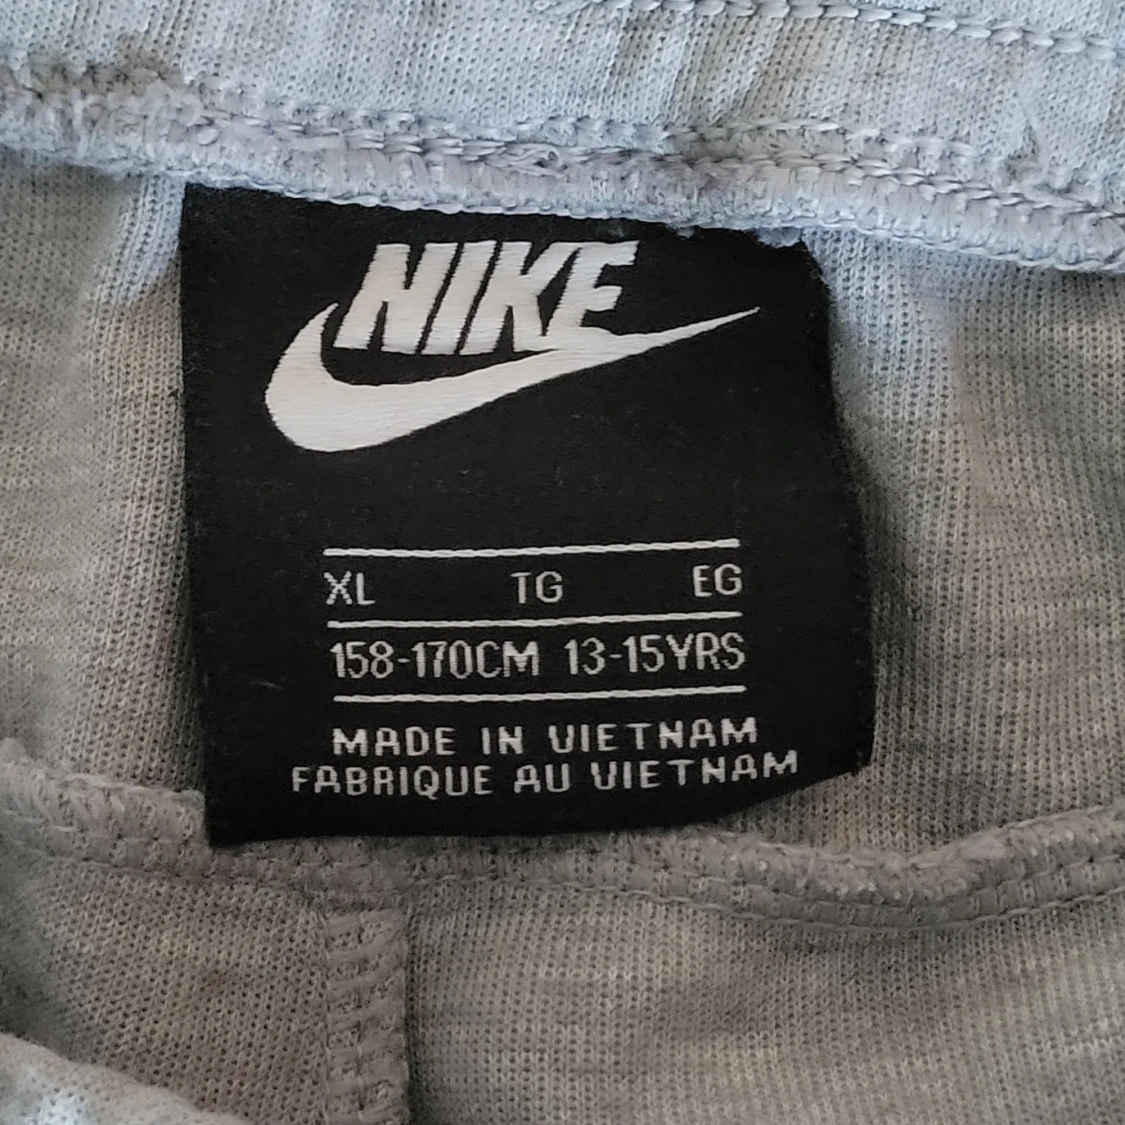 NIKE
XL TG EG
158-170CM 13-15YRS
MADE IN VIETNAM
FABRIQUE AU VIETNAM